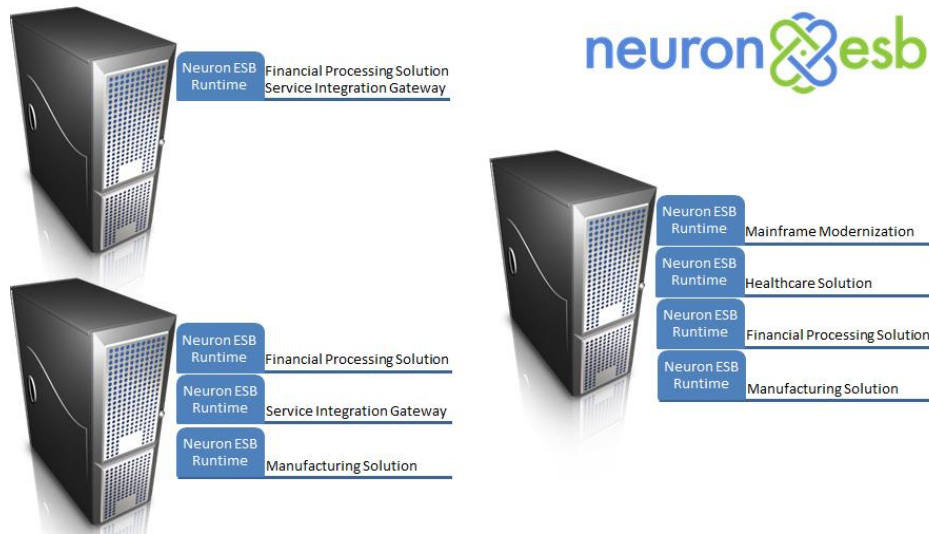 neuron esb
Neuron ESB
Runtime
Financial Processing Solution
Service Integration Gateway
Neuron ESB
Runtime
Financial Processing Solution
Neuron ESB
Runtime
Service Integration Gateway
Neuron ESB
Runtime
Manufacturing Solution
Neuron ESB
Runtime
Mainframe Modernization
Neuron ESB
Runtime
Healthcare Solution
Neuron ESB
Runtime
Financial Processing Solution
Neuron ESB
Runtime
Manufacturing Solution